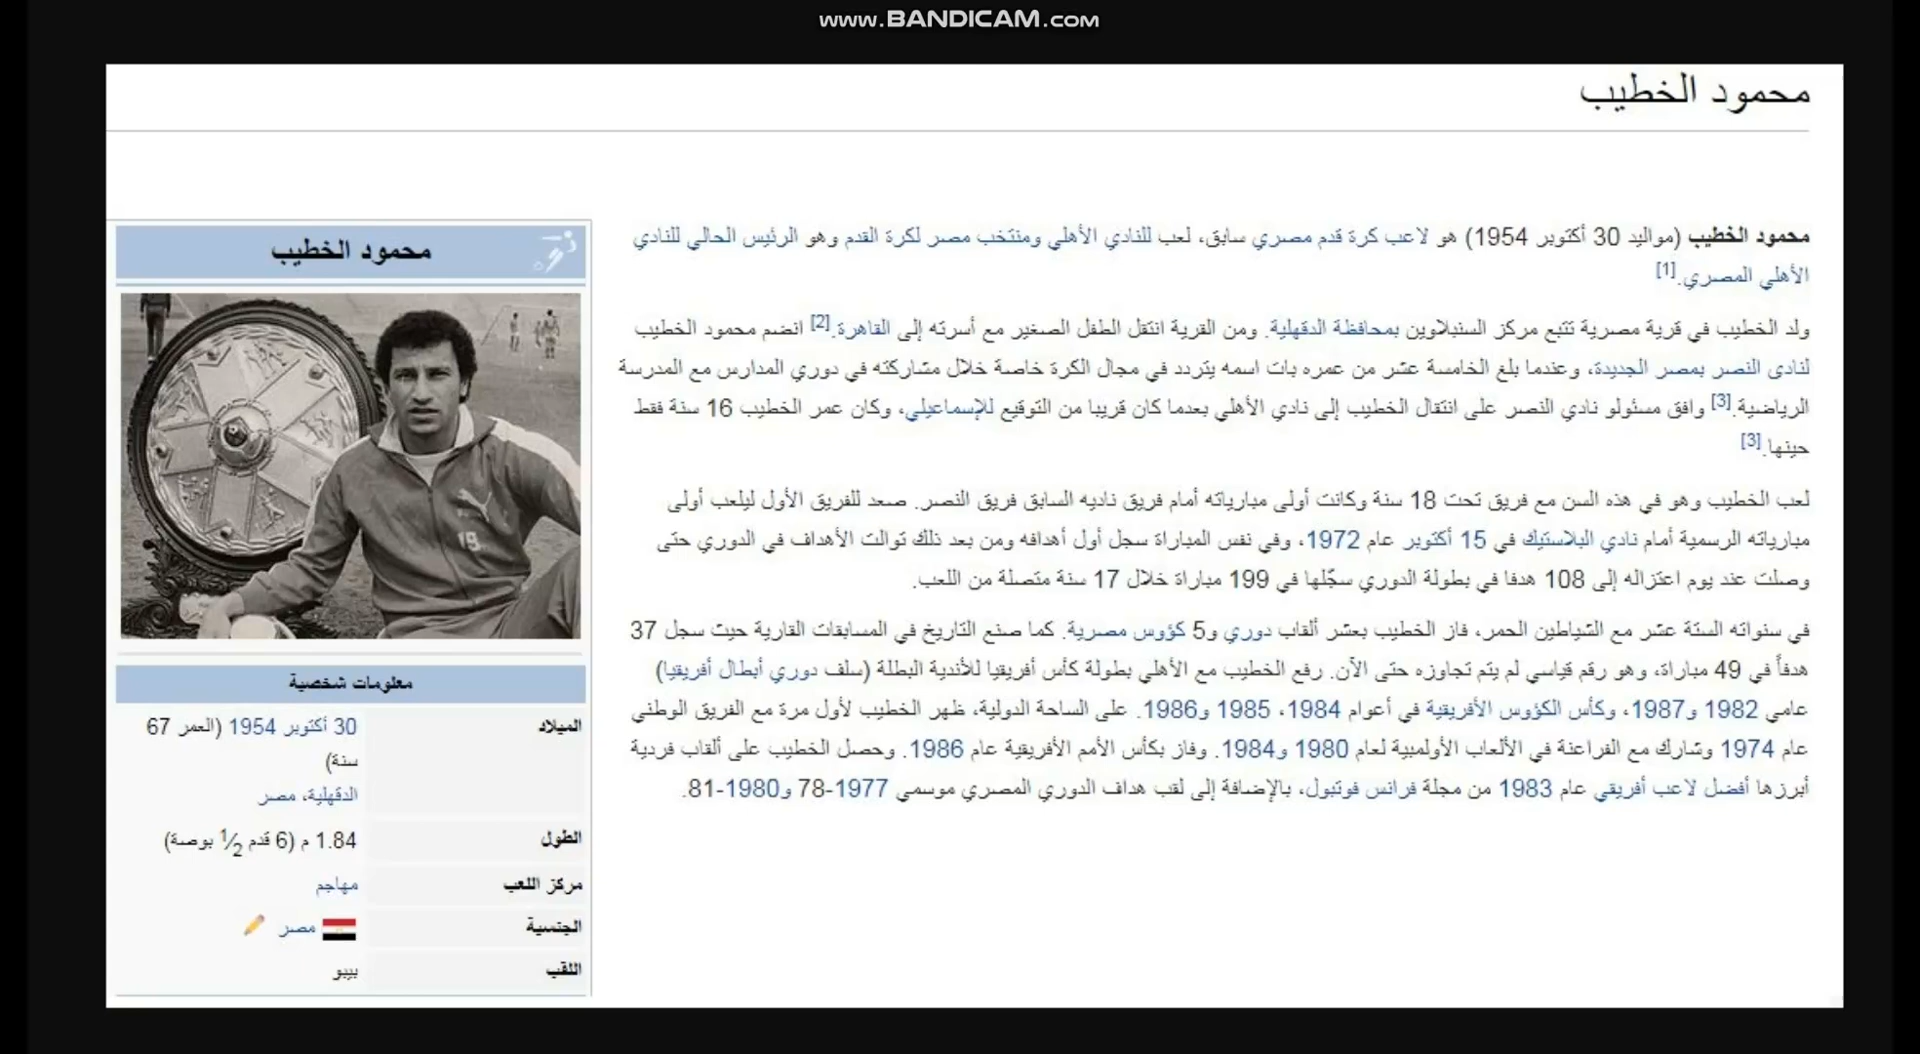 www.BANDICAM.com
محمود الخطيب
محمود الخطيب (مواليد 30 أكتوبر 1954) هو لاعب كرة قدم مصري سابق، لعب للنادي الأهلي ومنتخب مصر لكرة القدم وهو الرئيس الحالي للنادي
الأهلي المصري.[1]
ولد الخطيب في قرية مصرية تتبع مركز السنبلاوين بمحافظة الدقهلية. ومن القرية انتقل الطفل الصغير مع أسرته إلى القاهرة.[2] انضم محمود الخطيب
لنادى النصر بمصر الجديدة، وعندما بلغ الخامسة عشر من عمره بات اسمه يتردد في مجال الكرة خاصة خلال مشاركته في دوري المدارس مع المدرسة
الرياضية.[3] وافق مسئولو نادي النصر على انتقال الخطيب إلى نادي الأهلي بعدما كان قريبا من التوقيع للإسماعيلي، وكان عمر الخطيب 16 سنة فقط
حينها.[3]
لعب الخطيب وهو في هذه السن مع فريق تحت 18 سنة وكانت أولى مبارياته أمام فريق ناديه السابق فريق النصر. صعد للفريق الأول ليلعب أولى
مبارياته الرسمية أمام نادي البلاستيك في 15 أكتوبر عام 1972، وفي نفس المباراة سجل أول أهدافه ومن بعد ذلك توالت الأهداف في الدوري حتى
وصلت عند يوم اعتزاله إلى 108 هدفا في بطولة الدوري سجّلها في 199 مباراة خلال 17 سنة متصلة من اللعب.
في سنواته الستة عشر مع الشياطين الحمر، فاز الخطيب بعشر ألقاب دوري و5 كؤوس مصرية. كما صنع التاريخ في المسابقات القارية حيث سجل 37
هدفاً في 49 مباراة، وهو رقم قياسي لم يتم تجاوزه حتى الآن. رفع الخطيب مع الأهلي بطولة كأس أفريقيا للأندية البطلة (سلف دوري أبطال أفريقيا)
عامي 1982 و1987، وكأس الكؤوس الأفريقية في أعوام 1984، 1985 و1986. على الساحة الدولية، ظهر الخطيب لأول مرة مع الفريق الوطني
عام 1974 وشارك مع الفراعنة في الألعاب الأولمبية لعام 1980 و1984. وفاز بكأس الأمم الأفريقية عام 1986. وحصل الخطيب على ألقاب فردية
أبرزها أفضل لاعب أفريقي عام 1983 من مجلة فرانس فوتبول، بالإضافة إلى لقب هداف الدوري المصري موسمي 1977-78 و1980-81.
محمود الخطيب
19
معلومات شخصية
الميلاد 30 أكتوبر 1954 (العمر 67
سنة)
الدقهلية، مصر
الطول 1.84 م (6 قدم 1⁄2 بوصة)
مركز اللعب مهاجم
الجنسية مصر
اللقب بيبو